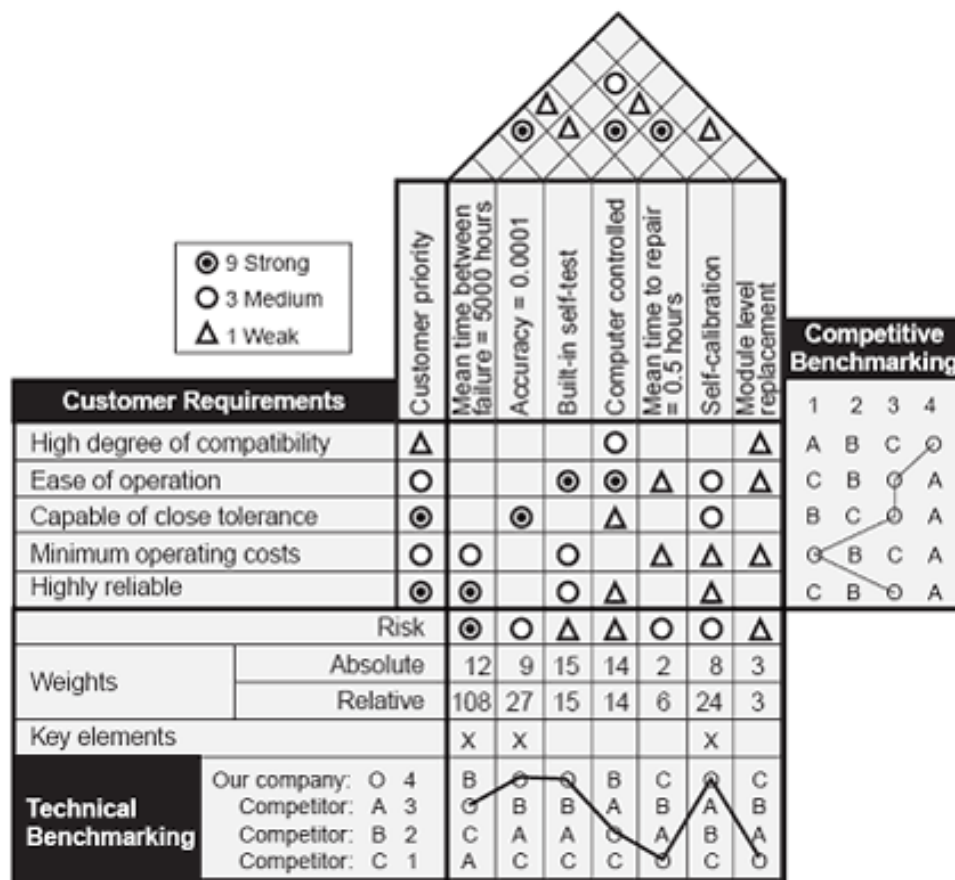 9 Strong
3 Medium
1 Weak
Customer priority
Mean time between failure = 5000 hours
Accuracy = 0.0001
Built-in self-test
Computer controlled
Mean time to repair = 0.5 hours
Self-calibration
Module level replacement
Competitive
Benchmarking
Customer Requirements
1 2 3 4
High degree of compatibility A B C O
Ease of operation C B O A
Capable of close tolerance B C O A
Minimum operating costs O B C A
Highly reliable C B O A
Risk
Weights
Absolute 12 9 15 14 2 8 3
Relative 108 27 15 14 6 24 3
Key elements X X X
Technical
Benchmarking
Our company: O 4 B O O B C O C
Competitor: A 3 O B B A B A B
Competitor: B 2 C A A O A B A
Competitor: C 1 A C C C O C O